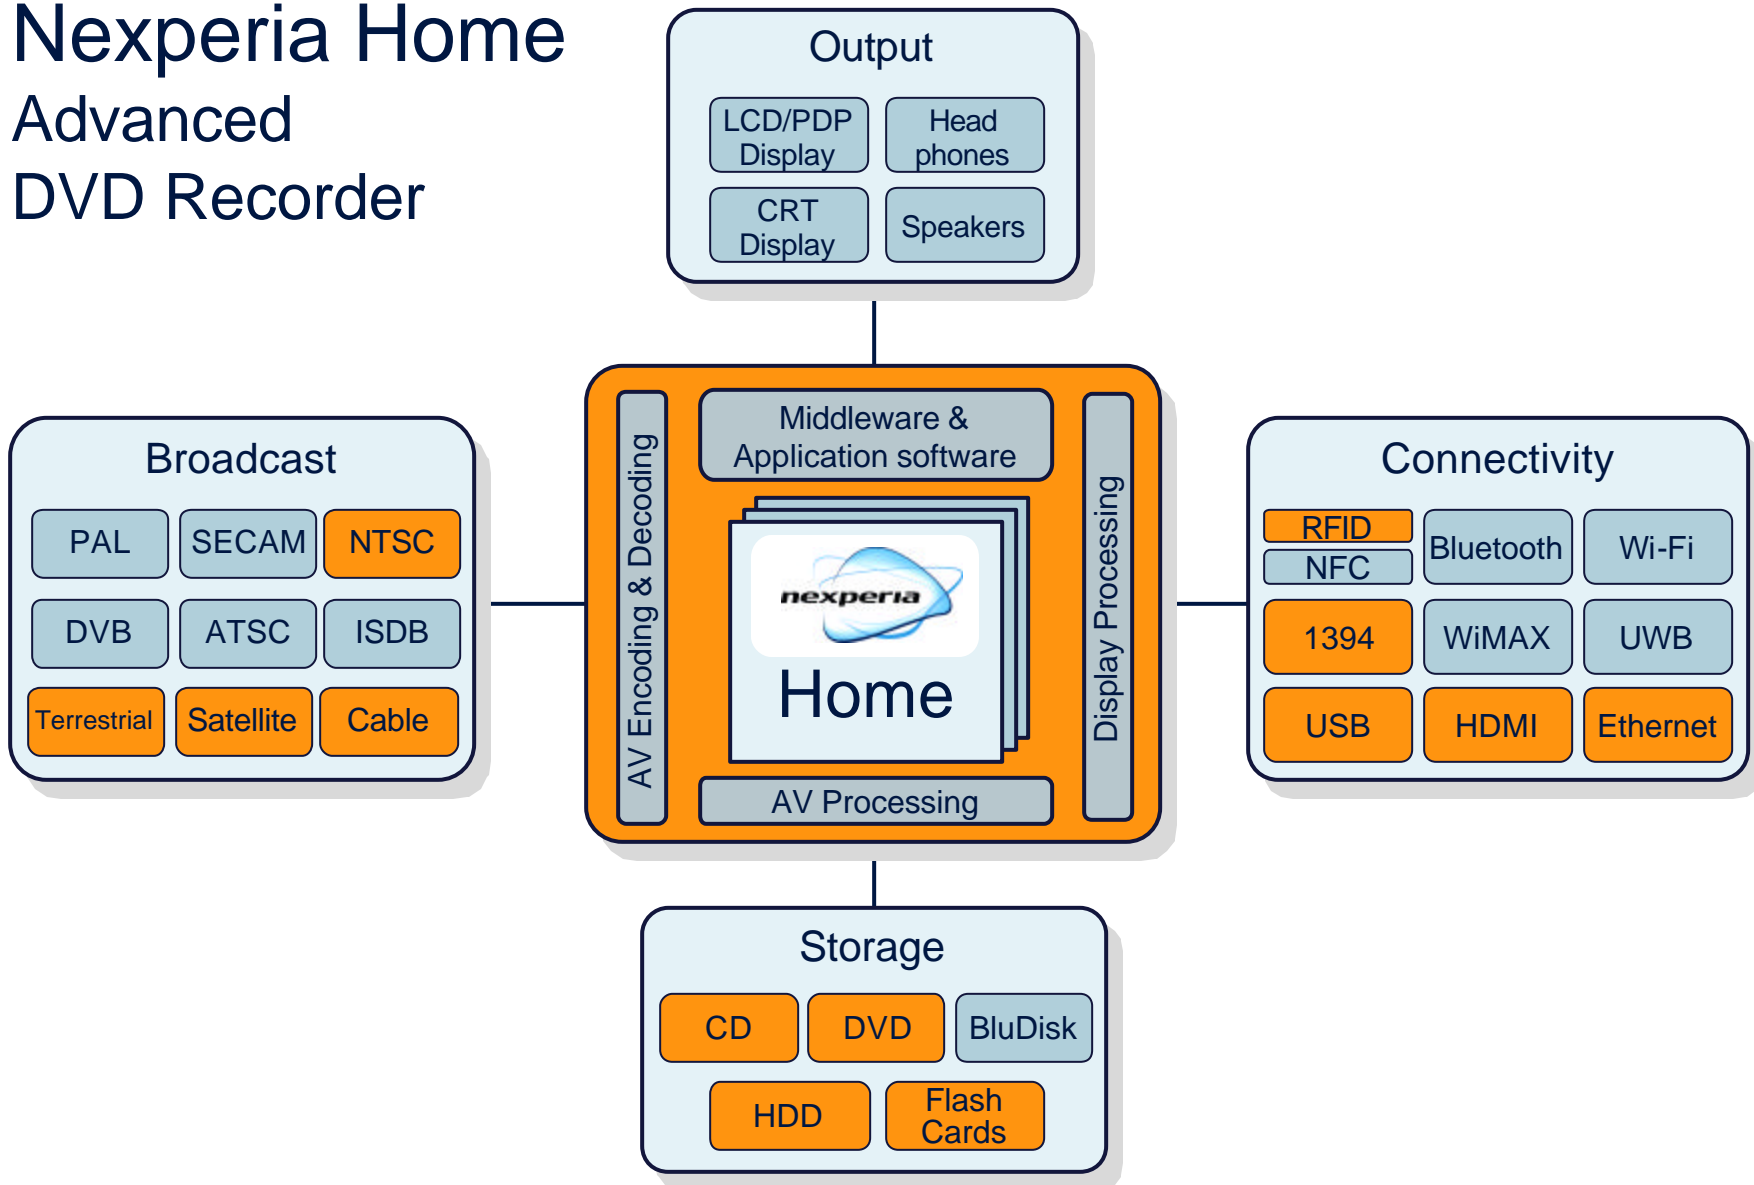 Nexperia Home
Advanced
DVD Recorder
Output
LCD/PDP
Display
Head
phones
CRT
Display
Speakers
Broadcast
PAL
SECAM
NTSC
DVB
ATSC
ISDB
Terrestrial
Satellite
Cable
AV Encoding & Decoding
Middleware &
Application software
nexperia
Home
AV Processing
Display Processing
Connectivity
RFID
NFC
Bluetooth
Wi-Fi
1394
WiMAX
UWB
USB
HDMI
Ethernet
Storage
CD
DVD
BluDisk
HDD
Flash
Cards